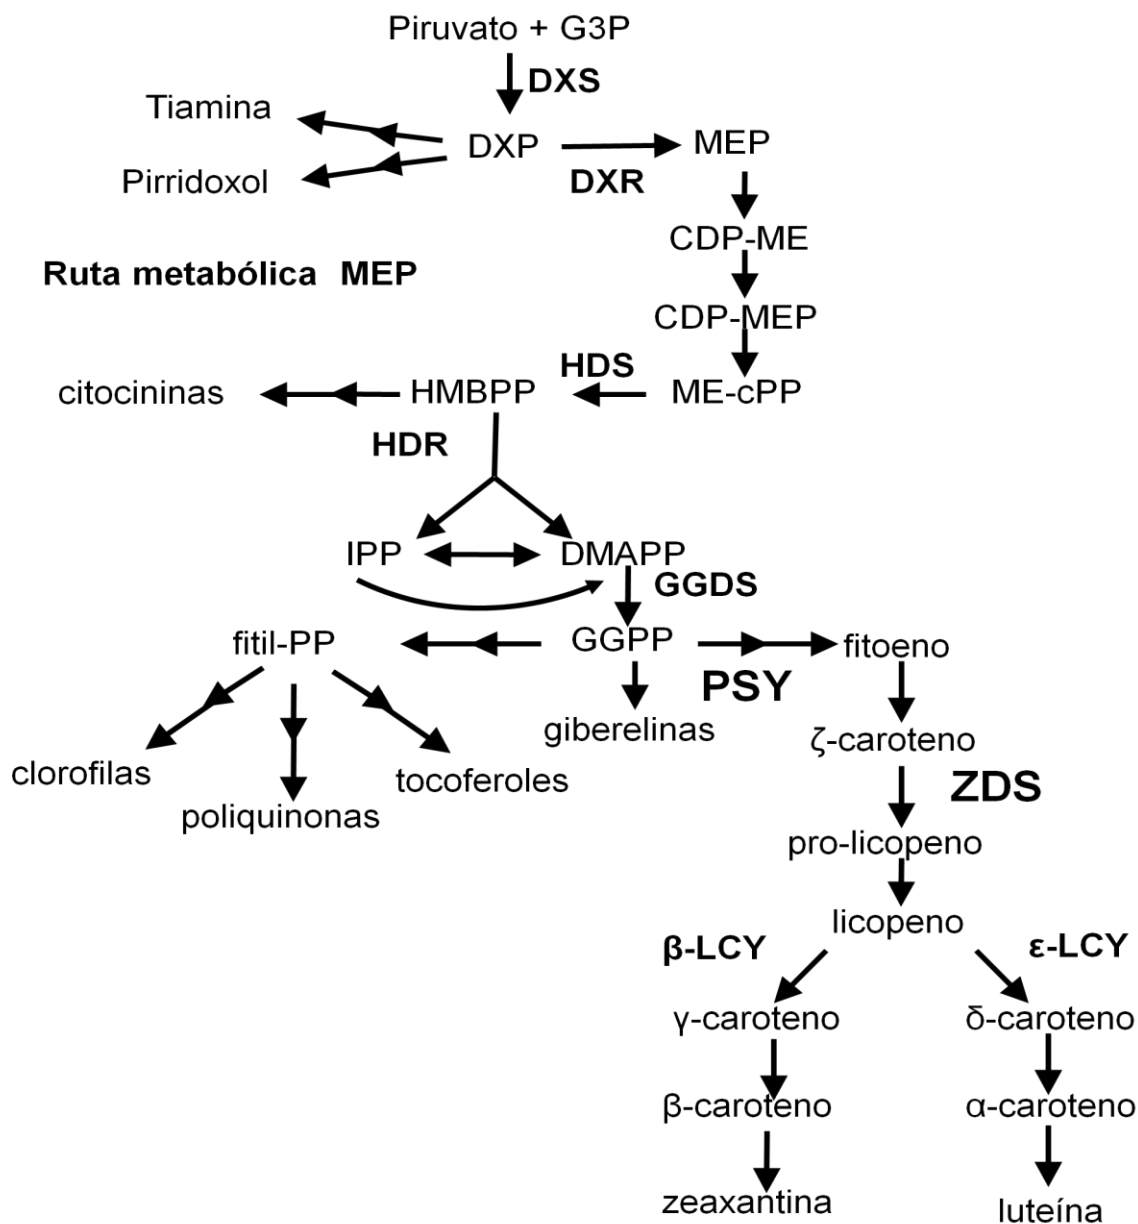 Piruvato + G3P
DXS
Tiamina
DXP
MEP
Pirridoxol
DXR
CDP-ME
Ruta metabólica MEP
CDP-MEP
HDS
citocininas
HMBPP
ME-cPP
HDR
IPP
DMAPP
GGDS
fitil-PP
GGPP
fitoeno
PSY
giberelinas
ζ-caroteno
clorofilas
tocoferoles
ZDS
poliquinonas
pro-licopeno
licopeno
β-LCY
ε-LCY
γ-caroteno
δ-caroteno
β-caroteno
α-caroteno
zeaxantina
luteína